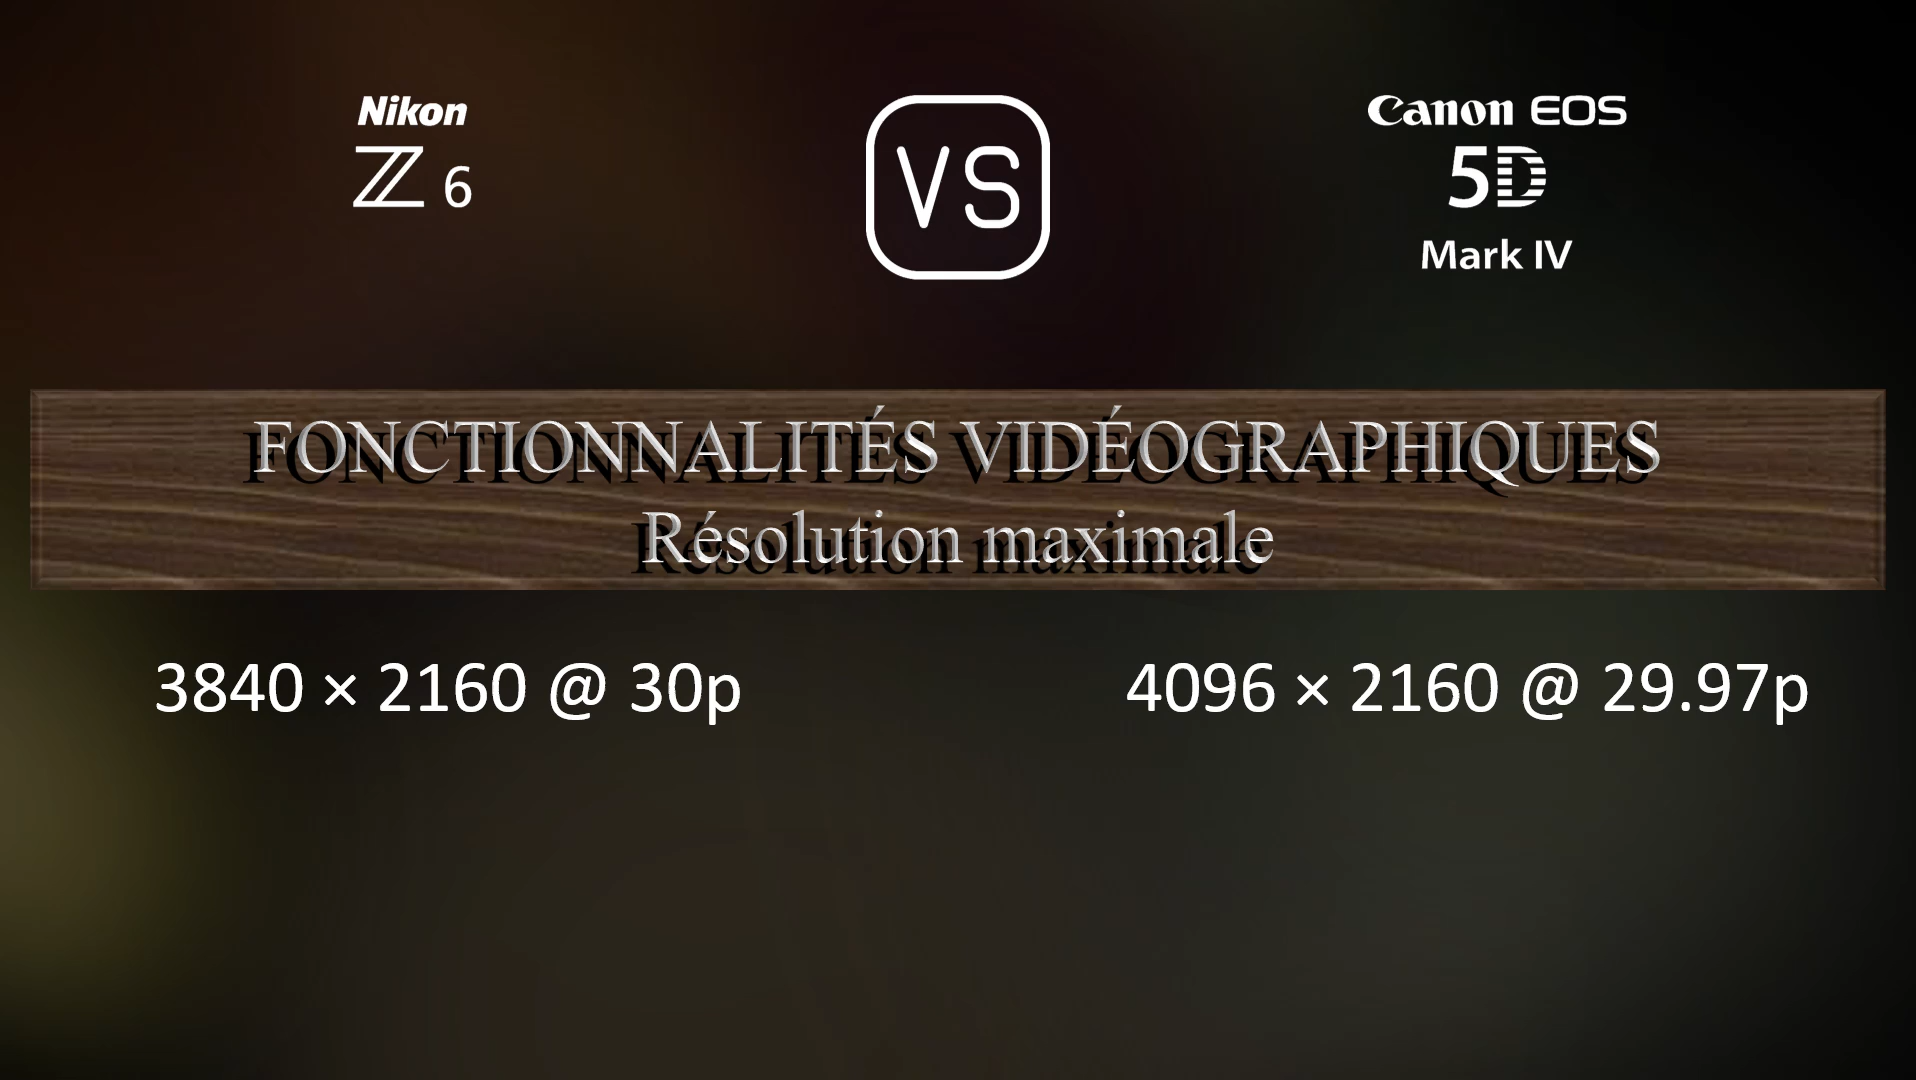 Nikon
Z 6
VS
Canon EOS
5D
Mark IV
FONCTIONNALITÉS VIDÉOGRAPHIQUES
Résolution maximale
3840 × 2160 @ 30p
4096 × 2160 @ 29.97p